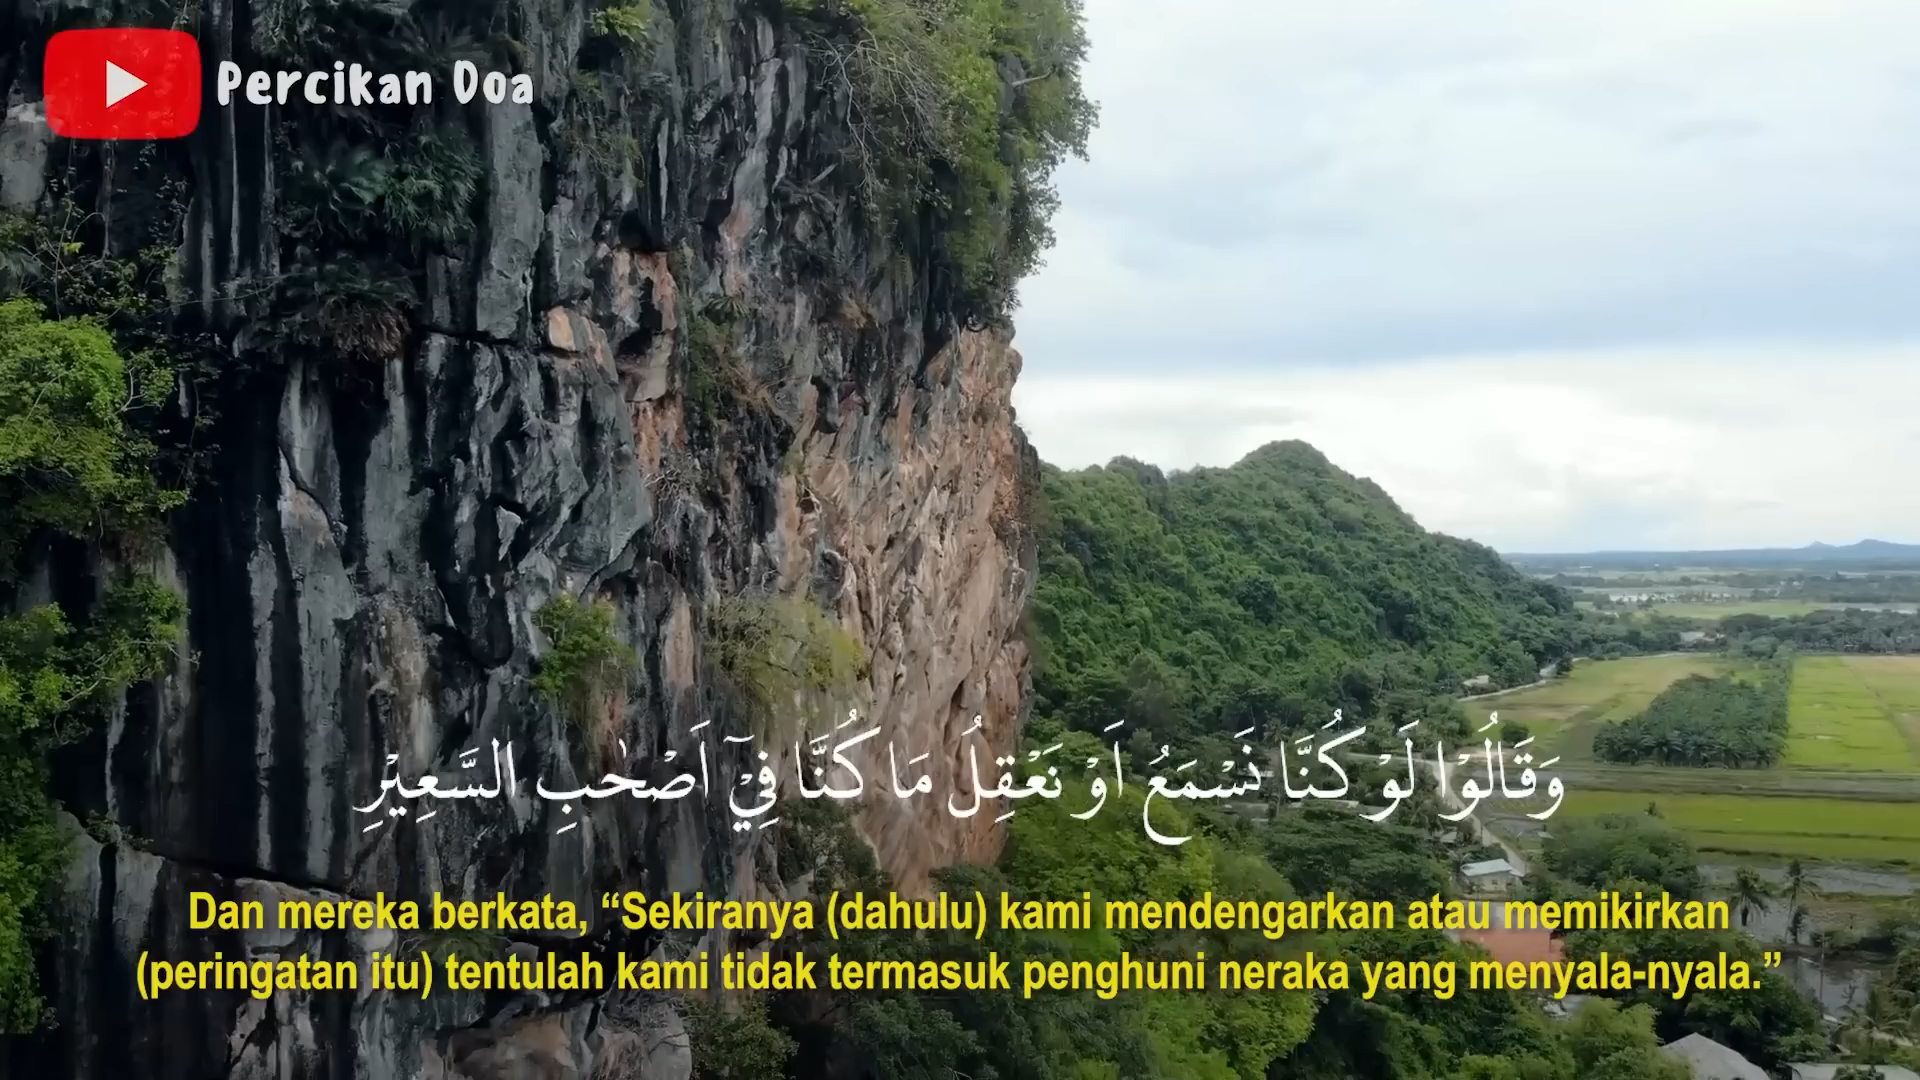 Percikan Doa
وَقَالُوْا لَوْ كُنَّا نَسْمَعُ اَوْ نَعْقِلُ مَا كُنَّا فِيْٓ اَصْحٰبِ السَّعِيْرِ
Dan mereka berkata, “Sekiranya (dahulu) kami mendengarkan atau memikirkan
(peringatan itu) tentulah kami tidak termasuk penghuni neraka yang menyala-nyala.”